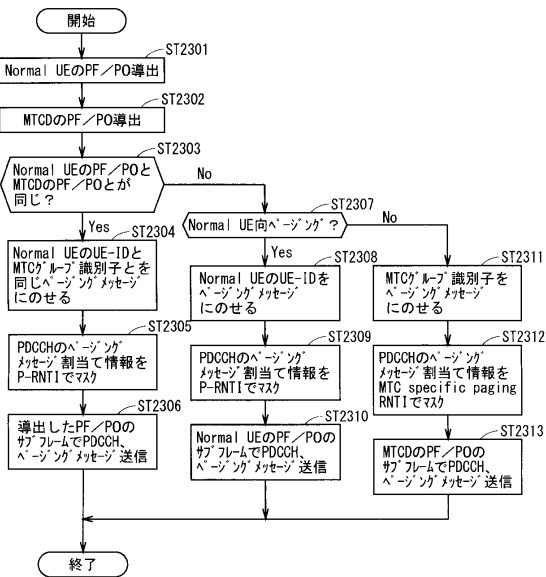 開始
ST2301
Normal UEのPF／PO導出
ST2302
MTCDのPF／PO導出
ST2303
Normal UEのPF／POと
MTCDのPF／POとが
同じ？
No
Yes
ST2304
Normal UEのUE-IDと
MTCｸﾞﾙｰﾌﾟ識別子とを
同じﾍﾟｰｼﾞﾝｸﾞﾒｯｾｰｼﾞ
にのせる
ST2305
PDCCHのﾍﾟｰｼﾞﾝｸﾞ
ﾒｯｾｰｼﾞ割当て情報を
P-RNTIでﾏｽｸ
ST2306
導出したPF／POの
ｻﾌﾞﾌﾚｰﾑでPDCCH、
ﾍﾟｰｼﾞﾝｸﾞﾒｯｾｰｼﾞ送信
ST2307
Normal UE向ﾍﾟｰｼﾞﾝｸﾞ？
No
Yes
ST2308
Normal UEのUE-IDを
ﾍﾟｰｼﾞﾝｸﾞﾒｯｾｰｼﾞ
にのせる
ST2309
PDCCHのﾍﾟｰｼﾞﾝｸﾞ
ﾒｯｾｰｼﾞ割当て情報を
P-RNTIでﾏｽｸ
ST2310
Normal UEのPF／POの
ｻﾌﾞﾌﾚｰﾑでPDCCH、
ﾍﾟｰｼﾞﾝｸﾞﾒｯｾｰｼﾞ送信
ST2311
MTCｸﾞﾙｰﾌﾟ識別子を
ﾍﾟｰｼﾞﾝｸﾞﾒｯｾｰｼﾞ
にのせる
ST2312
PDCCHのﾍﾟｰｼﾞﾝｸﾞ
ﾒｯｾｰｼﾞ割当て情報を
MTC specific paging
RNTIでﾏｽｸ
ST2313
MTCDのPF／POの
ｻﾌﾞﾌﾚｰﾑでPDCCH、
ﾍﾟｰｼﾞﾝｸﾞﾒｯｾｰｼﾞ送信
終了